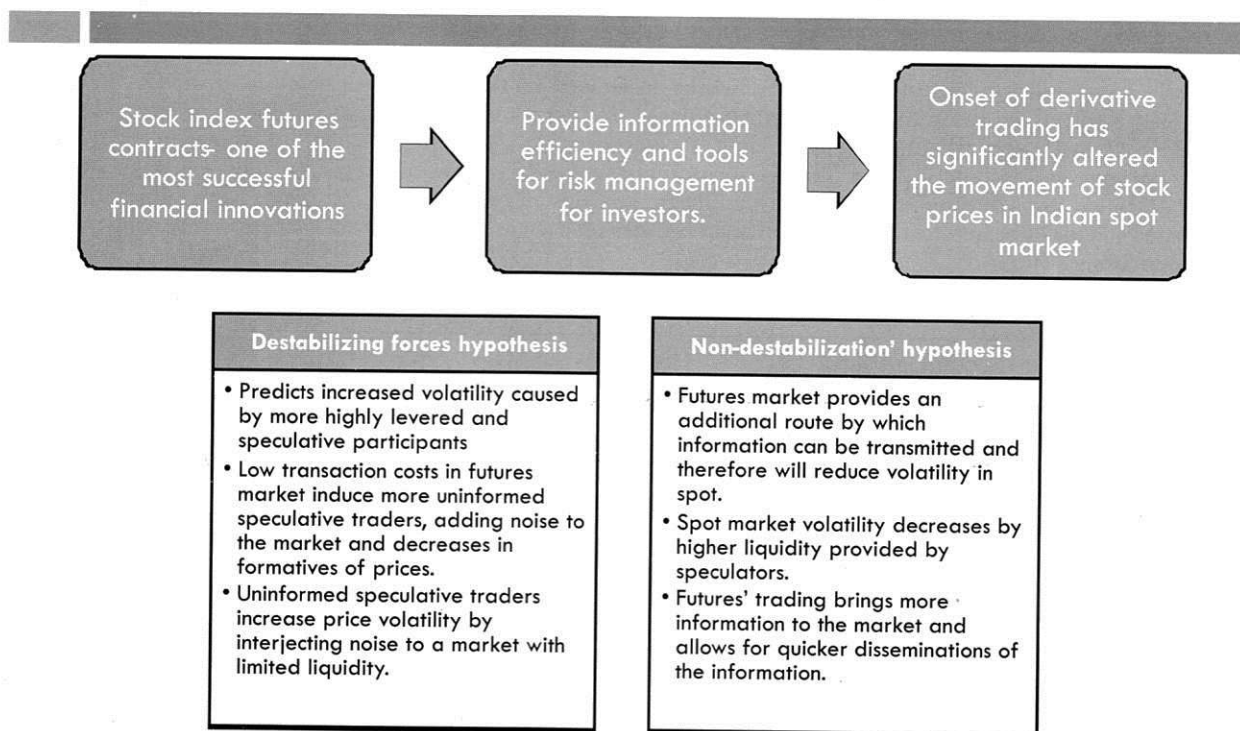 Stock index futures
contracts- one of the
most successful
financial innovations
Provide information
efficiency and tools
for risk management
for investors.
Onset of derivative
trading has
significantly altered
the movement of stock
prices in Indian spot
market
Destabilizing forces hypothesis
• Predicts increased volatility caused
by more highly levered and
speculative participants
• Low transaction costs in futures
market induce more uninformed
speculative traders, adding noise to
the market and decreases in
formatives of prices.
• Uninformed speculative traders
increase price volatility by
interjecting noise to a market with
limited liquidity.
Non-destabilization' hypothesis
• Futures market provides an
additional route by which
information can be transmitted and
therefore will reduce volatility in
spot.
• Spot market volatility decreases by
higher liquidity provided by
speculators.
• Futures' trading brings more
information to the market and
allows for quicker disseminations of
the information.